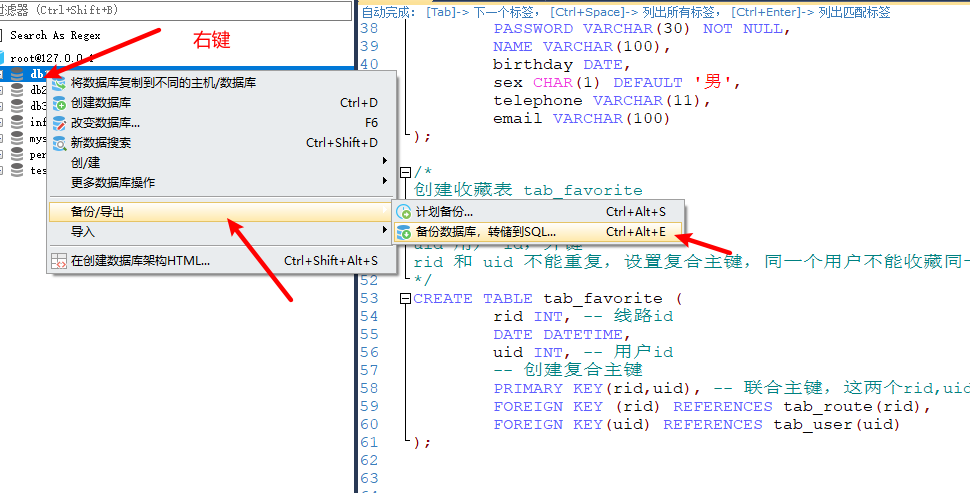 过滤器 (Ctrl+Shift+B)
Search As Regex
root@127.0.0.1
右键
db
db2
db3
inf
mys
per
tes
将数据库复制到不同的主机/数据库
创建数据库 Ctrl+D
改变数据库... F6
新数据搜索 Ctrl+Shift+D
创/建
更多数据库操作
备份/导出
导入
在创建数据库架构HTML... Ctrl+Shift+Alt+S
计划备份... Ctrl+Alt+S
备份数据库，转储到SQL... Ctrl+Alt+E
自动完成: [Tab]-> 下一个标签, [Ctrl+Space]-> 列出所有标签, [Ctrl+Enter]-> 列出匹配标签
38 PASSWORD VARCHAR(30) NOT NULL,
39 NAME VARCHAR(100),
40 birthday DATE,
sex CHAR(1) DEFAULT '男',
telephone VARCHAR(11),
email VARCHAR(100)
);
/*
创建收藏表 tab_favorite
rid 和 uid 不能重复，设置复合主键，同一个用户不能收藏同一
52 */
53 CREATE TABLE tab_favorite (
54 rid INT, -- 线路id
55 DATE DATETIME,
56 uid INT, -- 用户id
57 -- 创建复合主键
58 PRIMARY KEY(rid,uid), -- 联合主键，这两个rid,uid
59 FOREIGN KEY (rid) REFERENCES tab_route(rid),
60 FOREIGN KEY(uid) REFERENCES tab_user(uid)
61 );
62
63